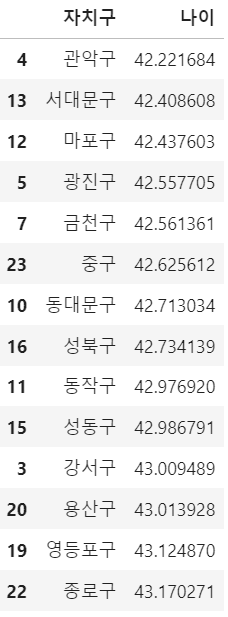 자치구 나이
4 관악구 42.221684
13 서대문구 42.408608
12 마포구 42.437603
5 광진구 42.557705
7 금천구 42.561361
23 중구 42.625612
10 동대문구 42.713034
16 성북구 42.734139
11 동작구 42.976920
15 성동구 42.986791
3 강서구 43.009489
20 용산구 43.013928
19 영등포구 43.124870
22 종로구 43.170271